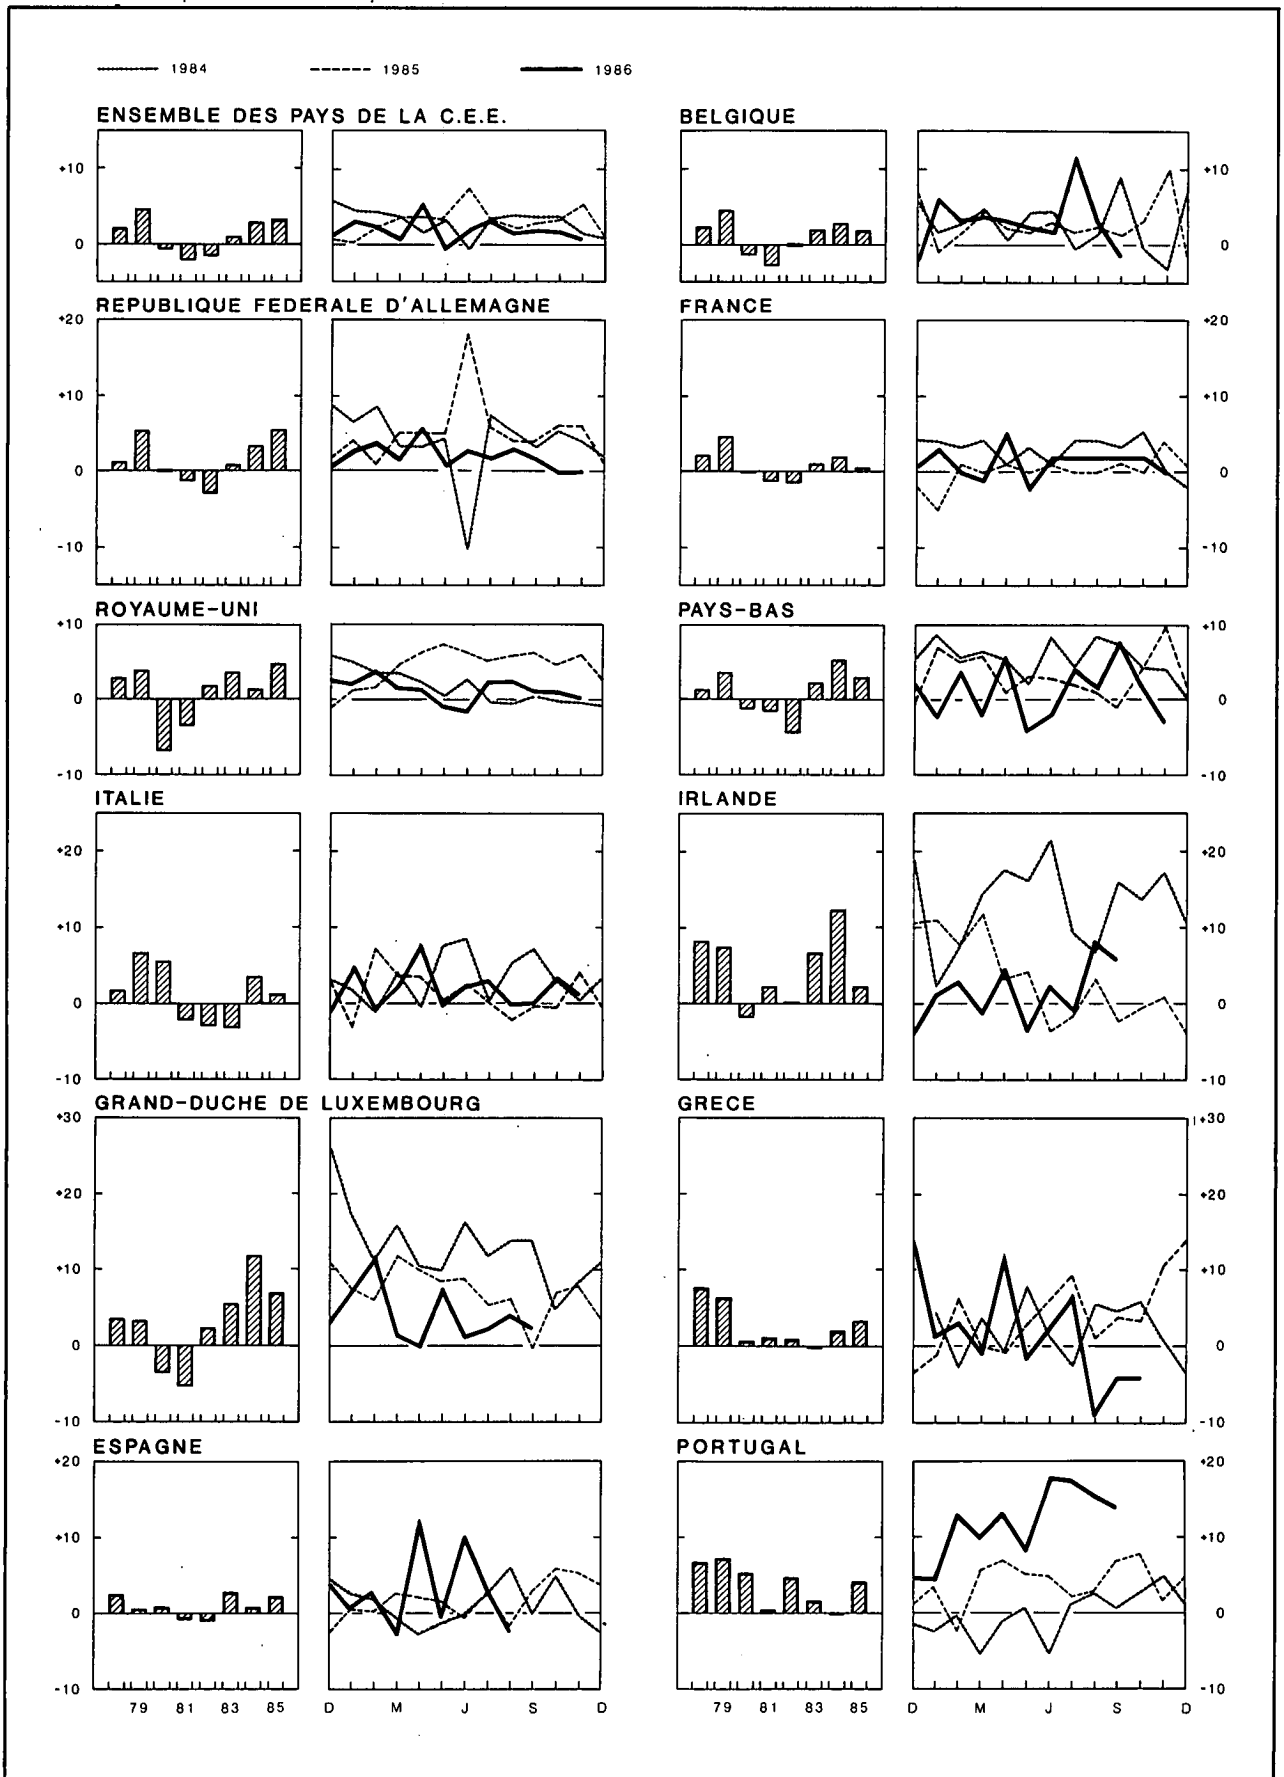 1984 1985 1986
ENSEMBLE DES PAYS DE LA C.E.E. BELGIQUE
+10 +10
0 0
REPUBLIQUE FEDERALE D'ALLEMAGNE FRANCE
+20 +20
+10 +10
0 0
-10 -10
ROYAUME-UNI PAYS-BAS
+10 +10
0 0
-10 -10
ITALIE IRLANDE
+20 +20
+10 +10
0 0
-10 -10
GRAND-DUCHE DE LUXEMBOURG GRECE
+30 +30
+20 +20
+10 +10
0 0
-10 -10
ESPAGNE PORTUGAL
+20 +20
+10 +10
0 0
-10 -10
79 81 83 85 D M J S D 79 81 83 85 D M J S D